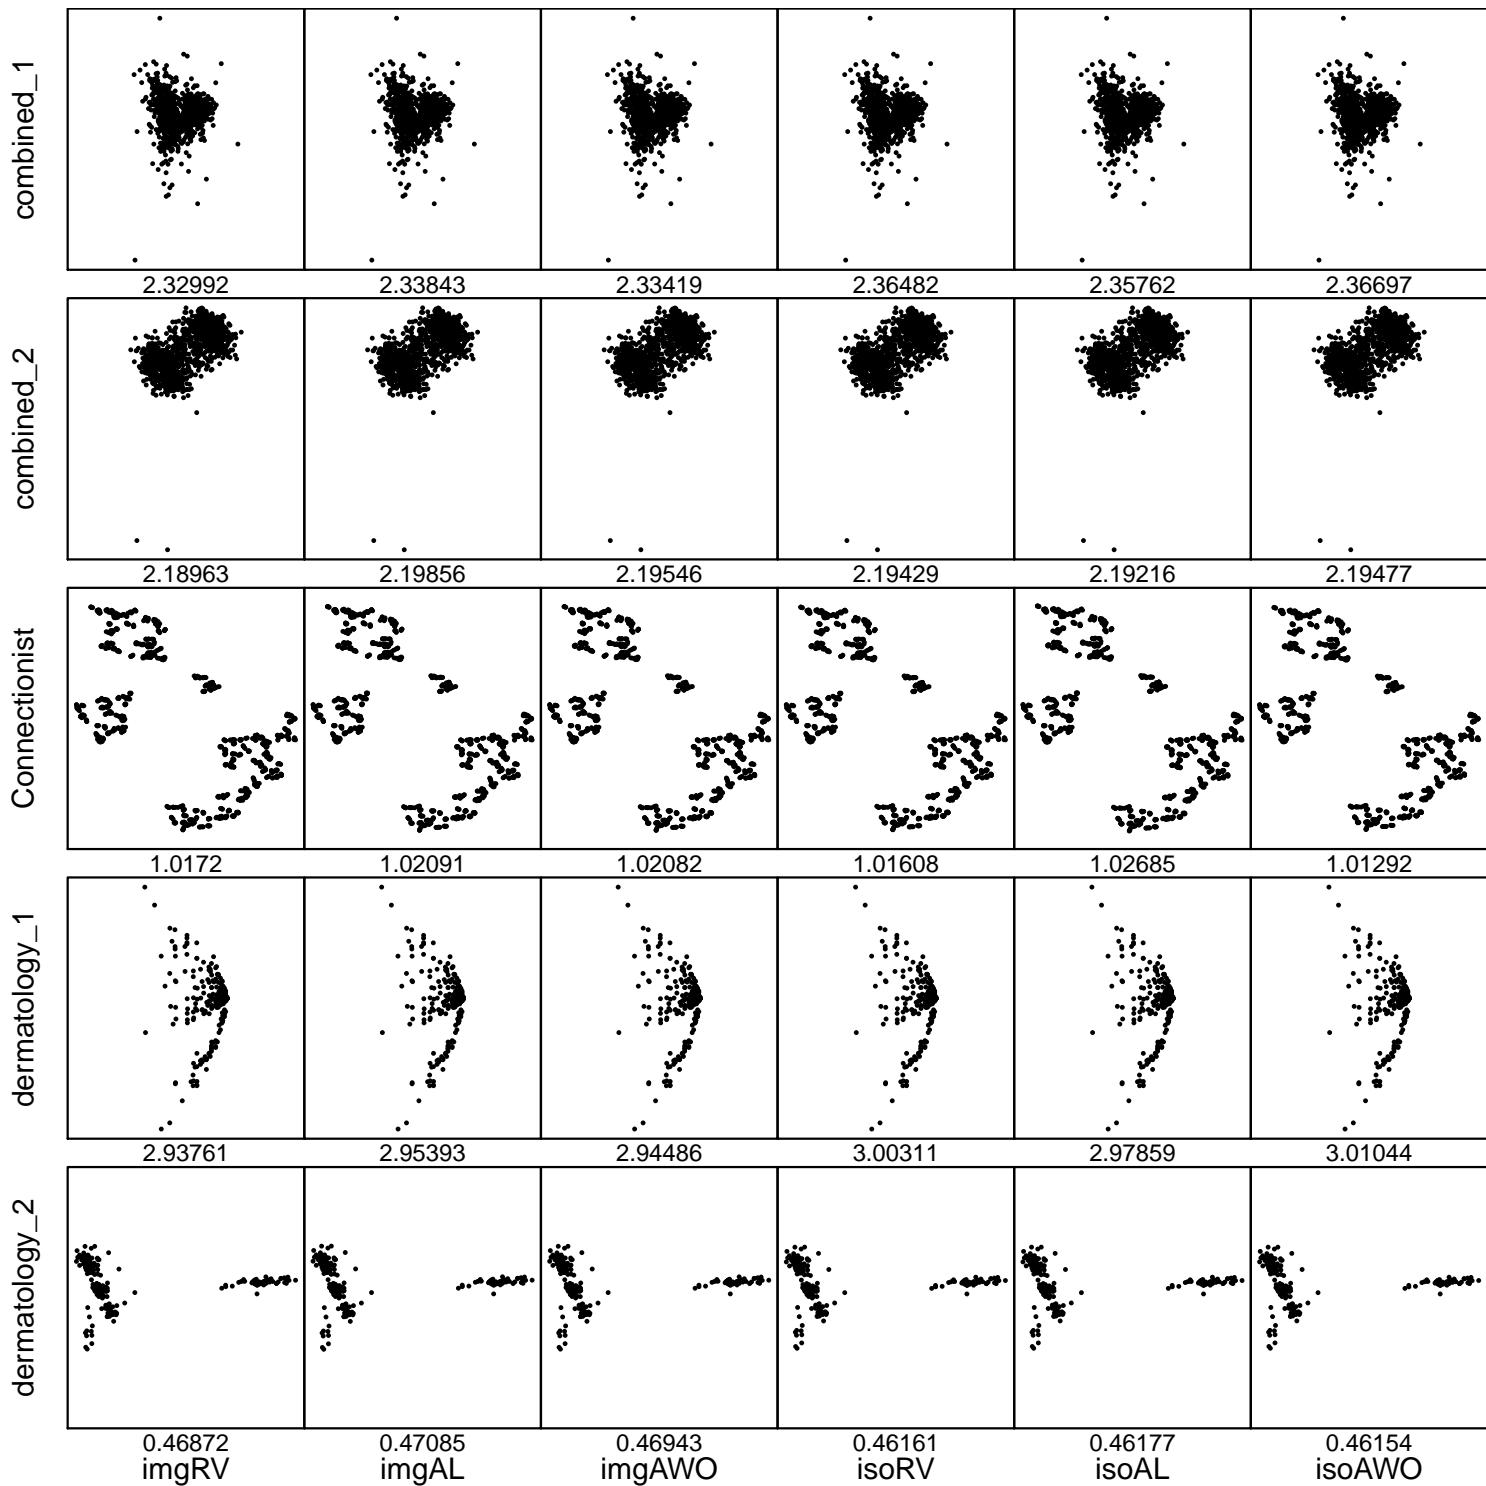 combined_1
2.32992 2.33843 2.33419 2.36482 2.35762 2.36697
combined_2
2.18963 2.19856 2.19546 2.19429 2.19216 2.19477
Connectionist
1.0172 1.02091 1.02082 1.01608 1.02685 1.01292
dermatology_1
2.93761 2.95393 2.94486 3.00311 2.97859 3.01044
dermatology_2
0.46872 0.47085 0.46943 0.46161 0.46177 0.46154
imgRV imgAL imgAWO isoRV isoAL isoAWO